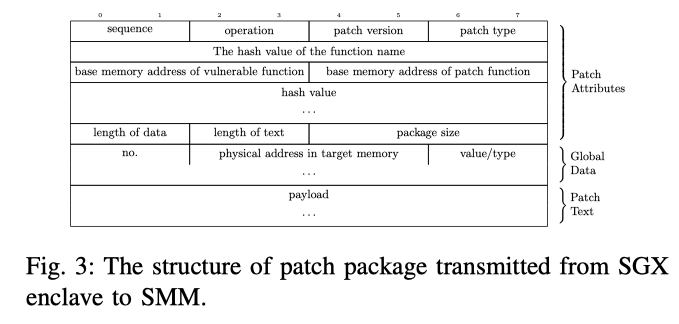 0 1 2 3 4 5 6 7
sequence operation patch version patch type
The hash value of the function name
base memory address of vulnerable function base memory address of patch function
hash value
...
length of data length of text package size
Patch
Attributes
no. physical address in target memory value/type
...
Global
Data
payload
...
Patch
Text
Fig. 3: The structure of patch package transmitted from SGX
enclave to SMM.